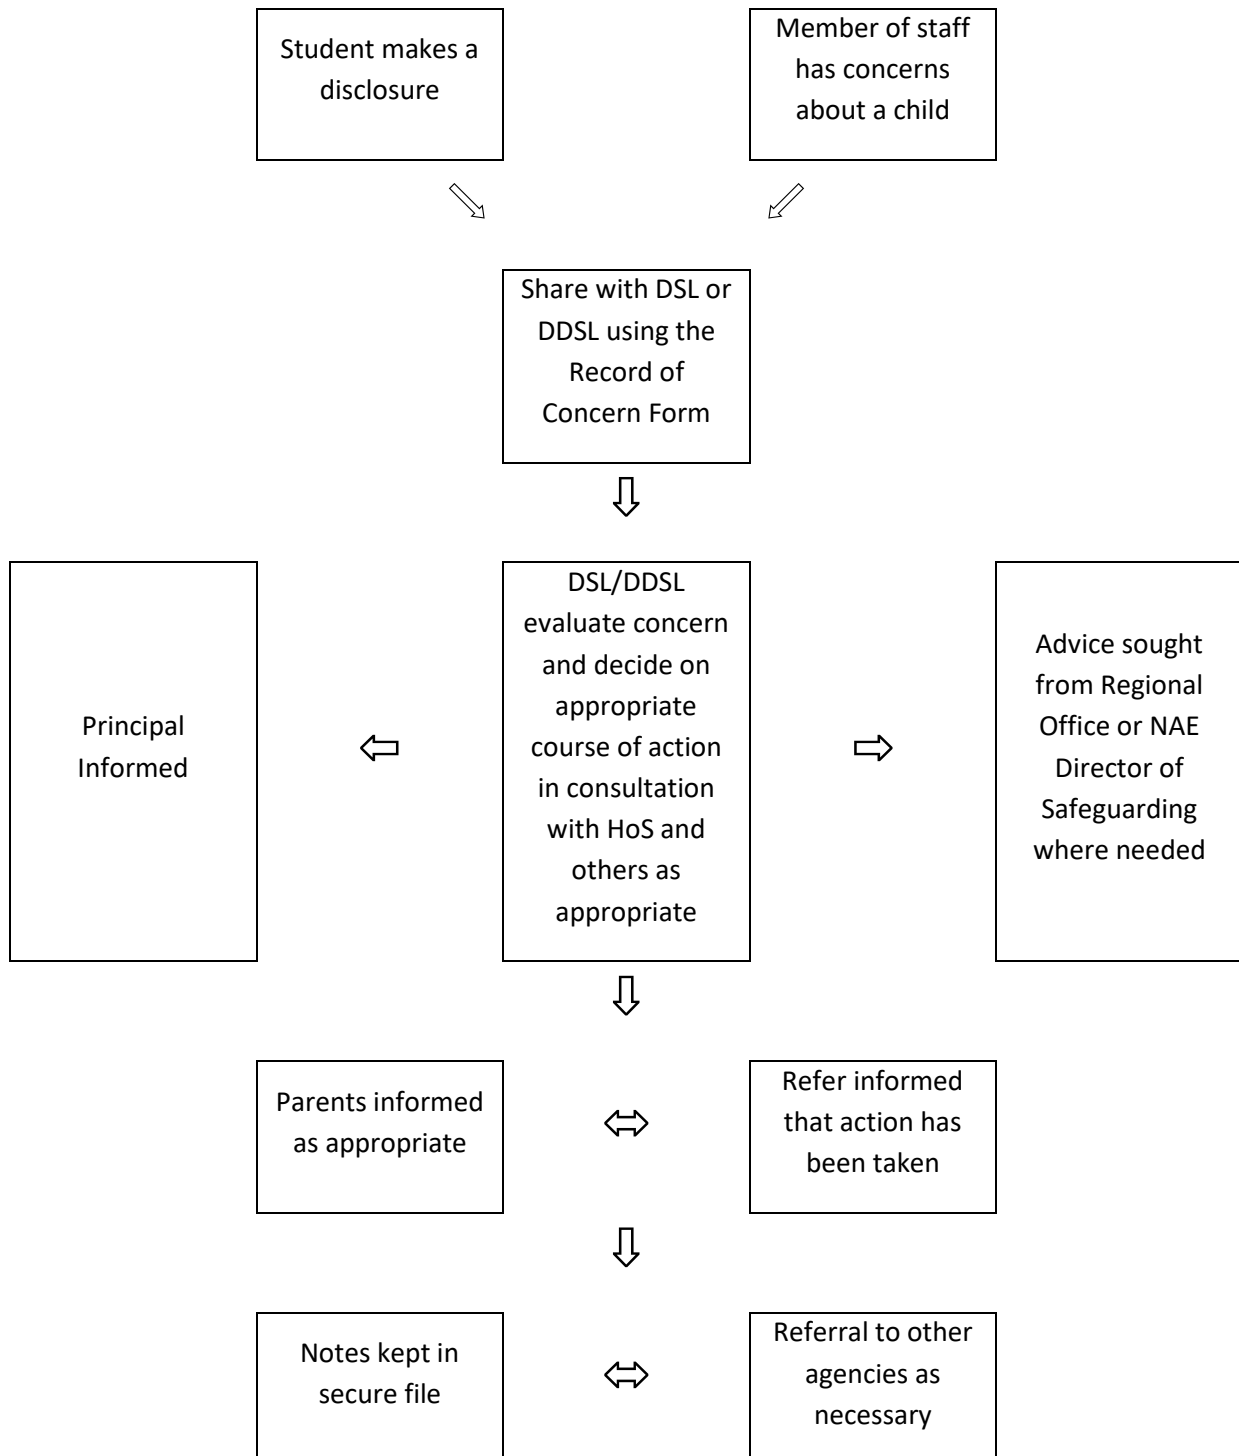 Student makes a
disclosure
Member of staff
has concerns
about a child
Share with DSL or
DDSL using the
Record of
Concern Form
Principal
Informed
DSL/DDSL
evaluate concern
and decide on
appropriate
course of action
in consultation
with HoS and
others as
appropriate
Advice sought
from Regional
Office or NAE
Director of
Safeguarding
where needed
Parents informed
as appropriate
Refer informed
that action has
been taken
Notes kept in
secure file
Referral to other
agencies as
necessary